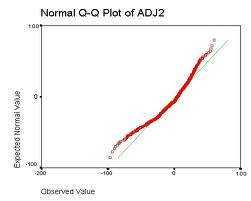 Normal Q-Q Plot of ADJ2
100
0
-100
Expected Normal Value
-200
-100
0
100
Observed Value